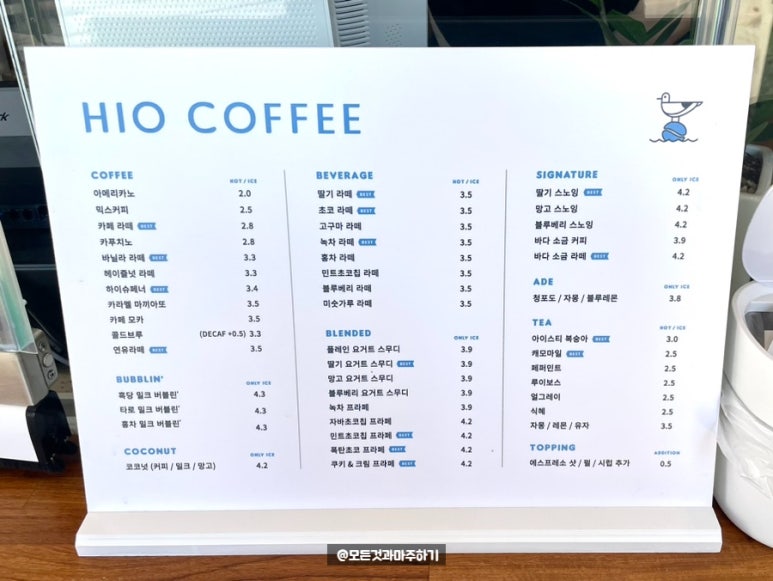 HIO COFFEE
COFFEE HOT / ICE
아메리카노 2.0
믹스커피 2.5
카페 라떼 BEST 2.8
카푸치노 2.8
바닐라 라떼 BEST 3.3
헤이즐넛 라떼 3.3
하이슈페너 BEST 3.4
카라멜 마끼아또 3.5
카페 모카 3.5
콜드브루 (DECAF +0.5) 3.3
연유라떼 BEST 3.5
BUBBLIN' ONLY ICE
흑당 밀크 버블린' 4.3
타로 밀크 버블린' 4.3
홍차 밀크 버블린' 4.3
COCONUT ONLY ICE
코코넛 (커피 / 밀크 / 망고) 4.2
BEVERAGE HOT / ICE
딸기 라떼 BEST 3.5
초코 라떼 BEST 3.5
고구마 라떼 3.5
녹차 라떼 BEST 3.5
홍차 라떼 3.5
민트초코칩 라떼 3.5
블루베리 라떼 3.5
미숫가루 라떼 3.5
BLENDED ONLY ICE
플레인 요거트 스무디 3.9
딸기 요거트 스무디 BEST 3.9
망고 요거트 스무디 3.9
블루베리 요거트 스무디 3.9
녹차 프라페 3.9
자바초코칩 프라페 4.2
민트초코 프라페 BEST 4.2
폭탄초코 프라페 BEST 4.2
쿠키 & 크림 프라페 BEST 4.2
SIGNATURE ONLY ICE
딸기 스노잉 BEST 4.2
망고 스노잉 4.2
블루베리 스노잉 4.2
바다 소금 커피 3.9
바다 소금 라떼 BEST 4.2
ADE ONLY ICE
청포도 / 자몽 / 블루레몬 3.8
TEA HOT / ICE
아이스티 복숭아 BEST 3.0
캐모마일 BEST 2.5
페퍼민트 2.5
루이보스 2.5
얼그레이 2.5
식혜 2.5
자몽 / 레몬 / 유자 3.5
TOPPING ADDITION
에스프레소 샷 / 펄 / 시럽 추가 0.5
@모든것과마주하기